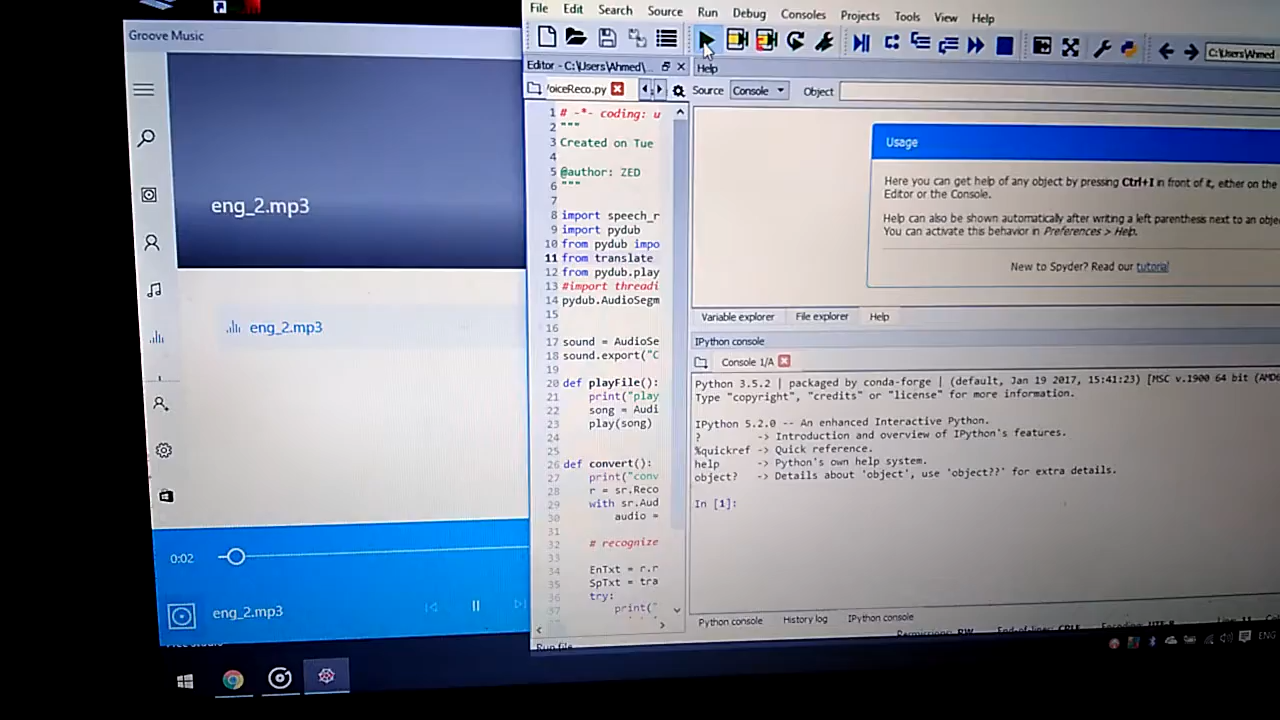 Groove Music
eng_2.mp3
eng_2.mp3
0:02
eng_2.mp3
File Edit Search Source Run Debug Consoles Projects Tools View Help
C:\Users\Ahmed
Editor - C:\Users\Ahmed\...
Help
oiceReco.py
Source Console Object
1 # -*- coding: u
2 """
3 Created on Tue
4
5 @author: ZED
6 """
7
8 import speech_r
9 import pydub
10 from pydub impo
11 from translate
12 from pydub.play
13 #import threadi
14 pydub.AudioSegm
15
16
17 sound = AudioSe
18 sound.export("C
19
20 def playFile():
21 print("play
22 song = Audi
23 play(song)
24
25
26 def convert():
27 print("conv
28 r = sr.Reco
29 with sr.Aud
30 audio =
31
32 # recognize
33
34 EnTxt = r.r
35 SpTxt = tra
36 try:
37 print("
Usage
Here you can get help of any object by pressing Ctrl+I in front of it, either on the
Editor or the Console.
Help can also be shown automatically after writing a left parenthesis next to an obje
You can activate this behavior in Preferences > Help.
New to Spyder? Read our tutorial
Variable explorer File explorer Help
IPython console
Console 1/A
Python 3.5.2 | packaged by conda-forge | (default, Jan 19 2017, 15:41:23) [MSC v.1900 64 bit (AMD6
Type "copyright", "credits" or "license" for more information.
IPython 5.2.0 -- An enhanced Interactive Python.
? -> Introduction and overview of IPython's features.
%quickref -> Quick reference.
help -> Python's own help system.
object? -> Details about 'object', use 'object??' for extra details.
In [1]:
Python console History log IPython console
Permissions: RW End-of-lines: CRLF Encoding: UTF-8
Run file
ENG